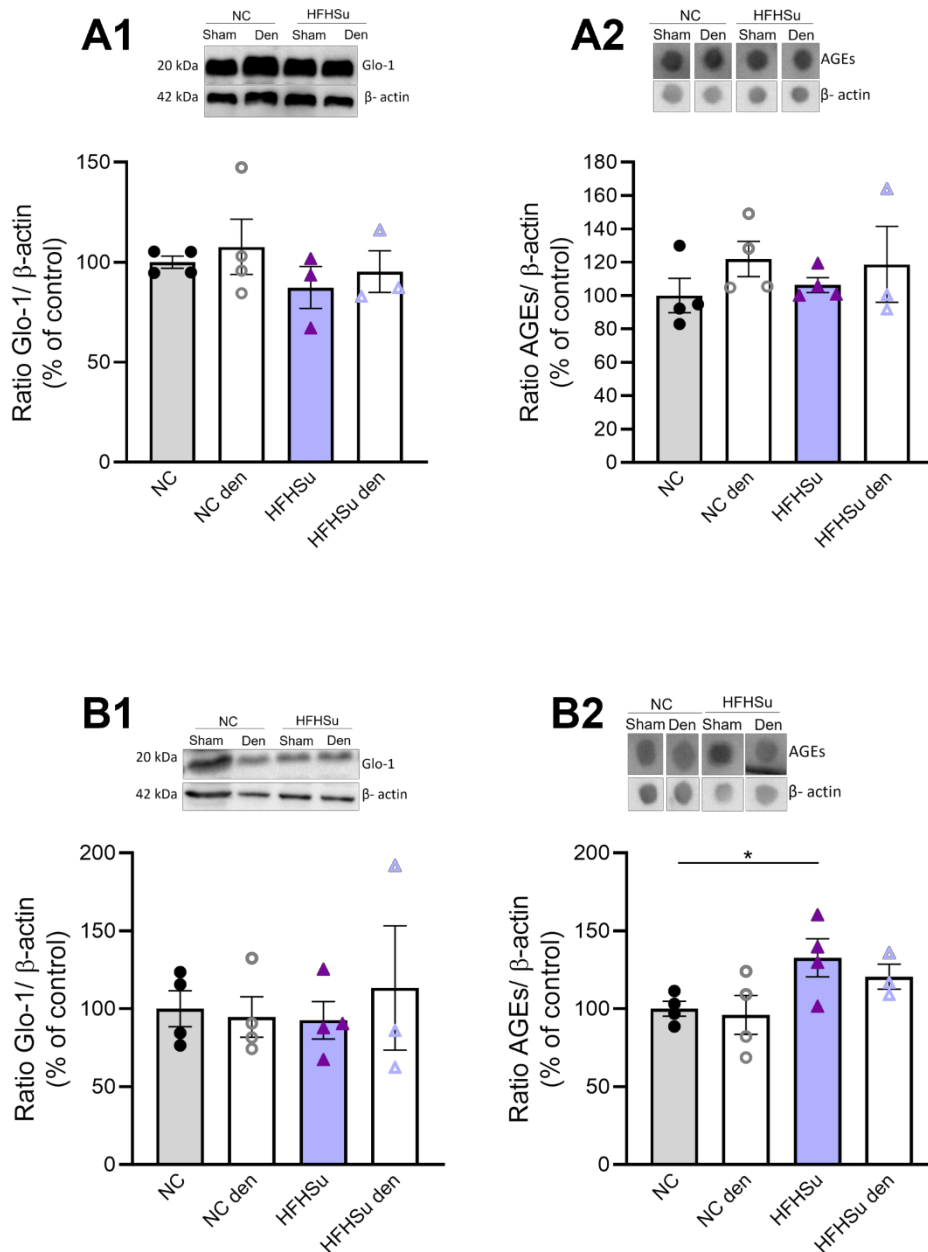 A1
NC HFHSu
Sham Den Sham Den
20 kDa Glo-1
42 kDa β- actin
Ratio Glo-1/ β-actin
(% of control)
150
100
50
0
NC
NC den
HFHSu
HFHSu den
A2
NC HFHSu
Sham Den Sham Den
AGEs
β- actin
Ratio AGEs/ β-actin
(% of control)
180
160
140
120
100
80
60
40
20
0
NC
NC den
HFHSu
HFHSu den
B1
NC HFHSu
Sham Den Sham Den
20 kDa Glo-1
42 kDa β- actin
Ratio Glo-1/ β-actin
(% of control)
200
150
100
50
0
NC
NC den
HFHSu
HFHSu den
B2
NC HFHSu
Sham Den Sham Den
AGEs
β- actin
Ratio AGEs/ β-actin
(% of control)
200
150
100
50
0
*
NC
NC den
HFHSu
HFHSu den